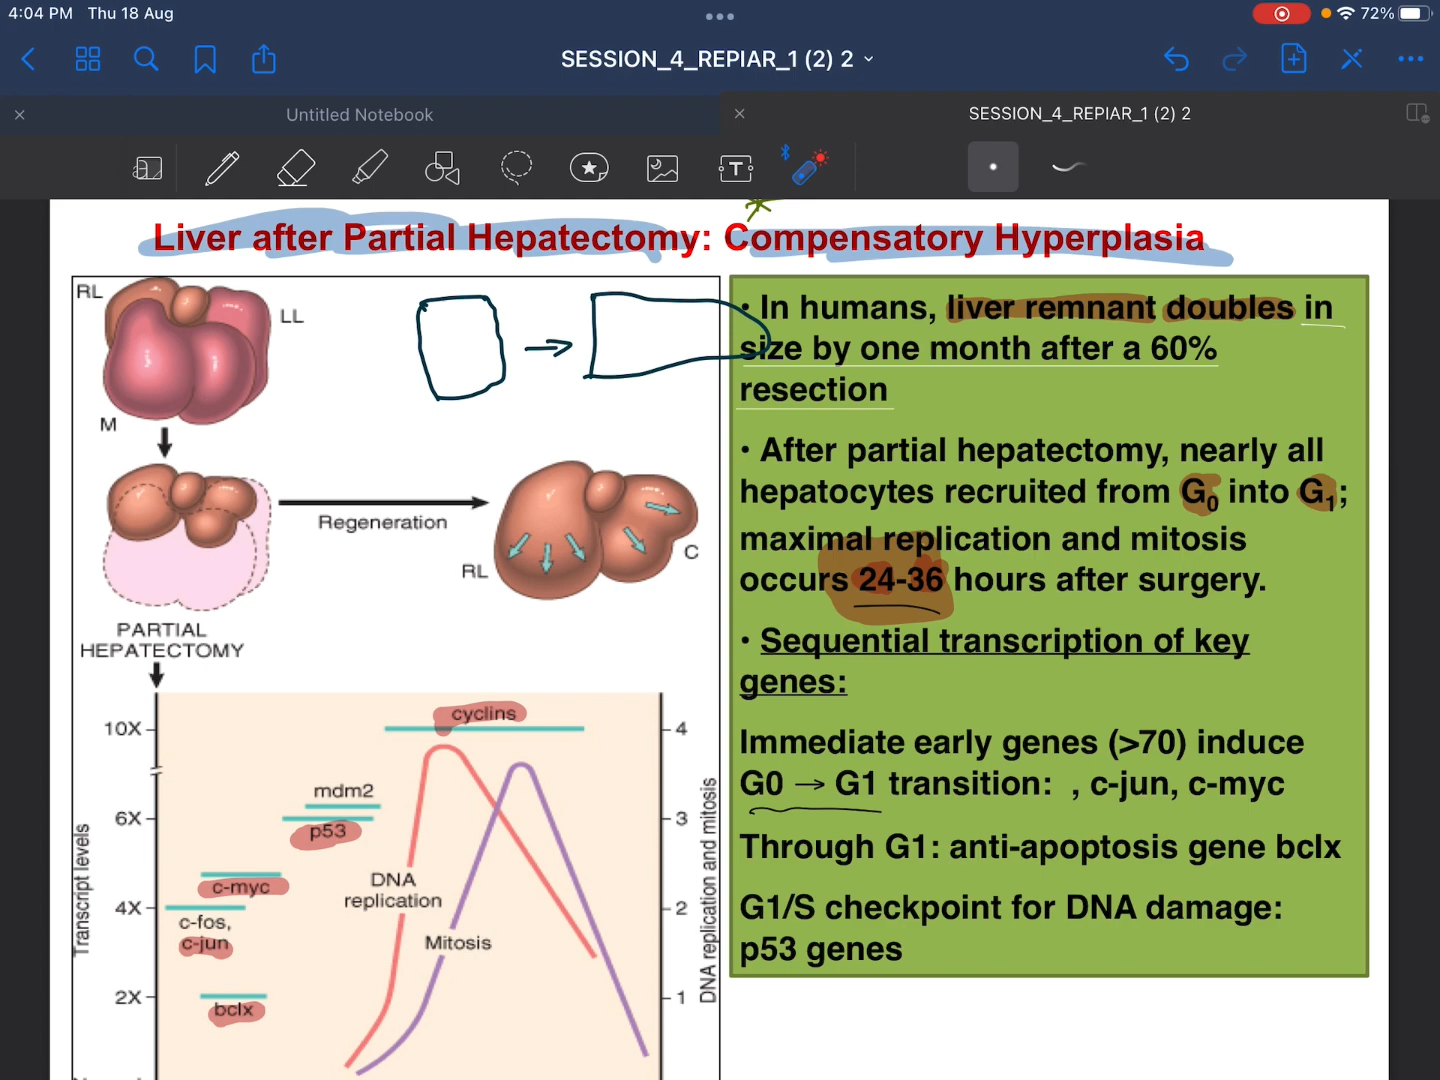 4:04 PM Thu 18 Aug
72%
SESSION_4_REPIAR_1 (2) 2
Untitled Notebook
SESSION_4_REPIAR_1 (2) 2
T
Liver after Partial Hepatectomy: Compensatory Hyperplasia
RL
LL
M
Regeneration
RL
C
PARTIAL
HEPATECTOMY
10X
6X
4X
2X
Transcript levels
cyclins
mdm2
p53
c-myc
c-fos,
c-jun
bclx
DNA
replication
Mitosis
4
3
2
1
DNA replication and mitosis
• In humans, liver remnant doubles in
size by one month after a 60%
resection
• After partial hepatectomy, nearly all
hepatocytes recruited from G0 into G1;
maximal replication and mitosis
occurs 24-36 hours after surgery.
• Sequential transcription of key
genes:
Immediate early genes (>70) induce
G0 → G1 transition: , c-jun, c-myc
Through G1: anti-apoptosis gene bclx
G1/S checkpoint for DNA damage:
p53 genes